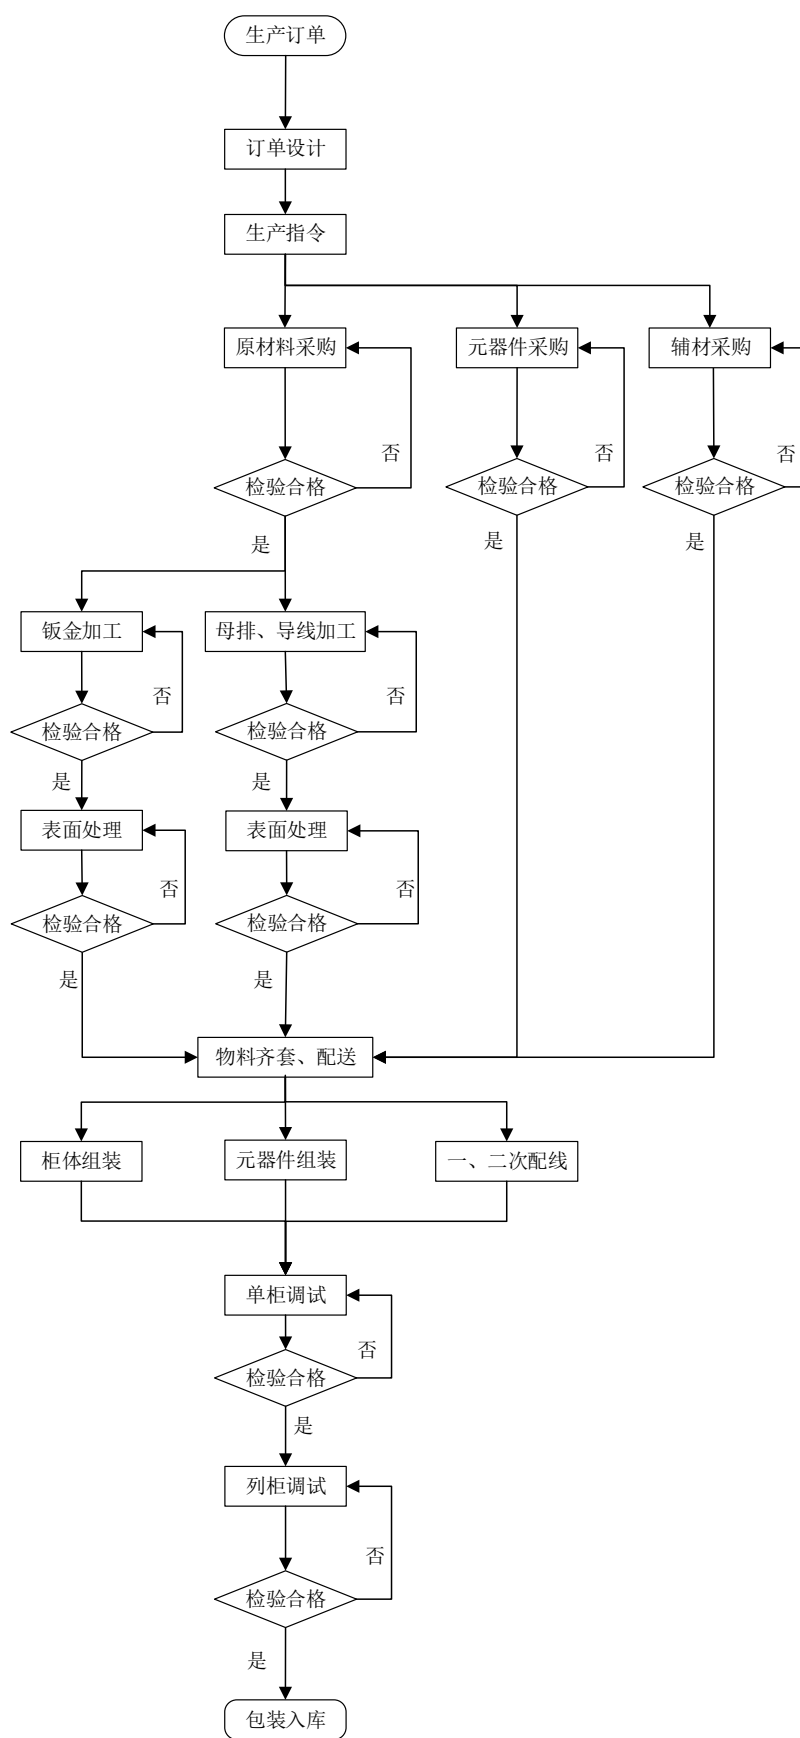 生产订单
订单设计
生产指令
原材料采购
元器件采购
辅材采购
否
否
否
检验合格
检验合格
检验合格
是
是
是
钣金加工
母排、导线加工
否
否
检验合格
检验合格
是
是
表面处理
表面处理
否
否
检验合格
检验合格
是
是
物料齐套、配送
柜体组装
元器件组装
一、二次配线
单柜调试
否
检验合格
是
列柜调试
否
检验合格
是
包装入库